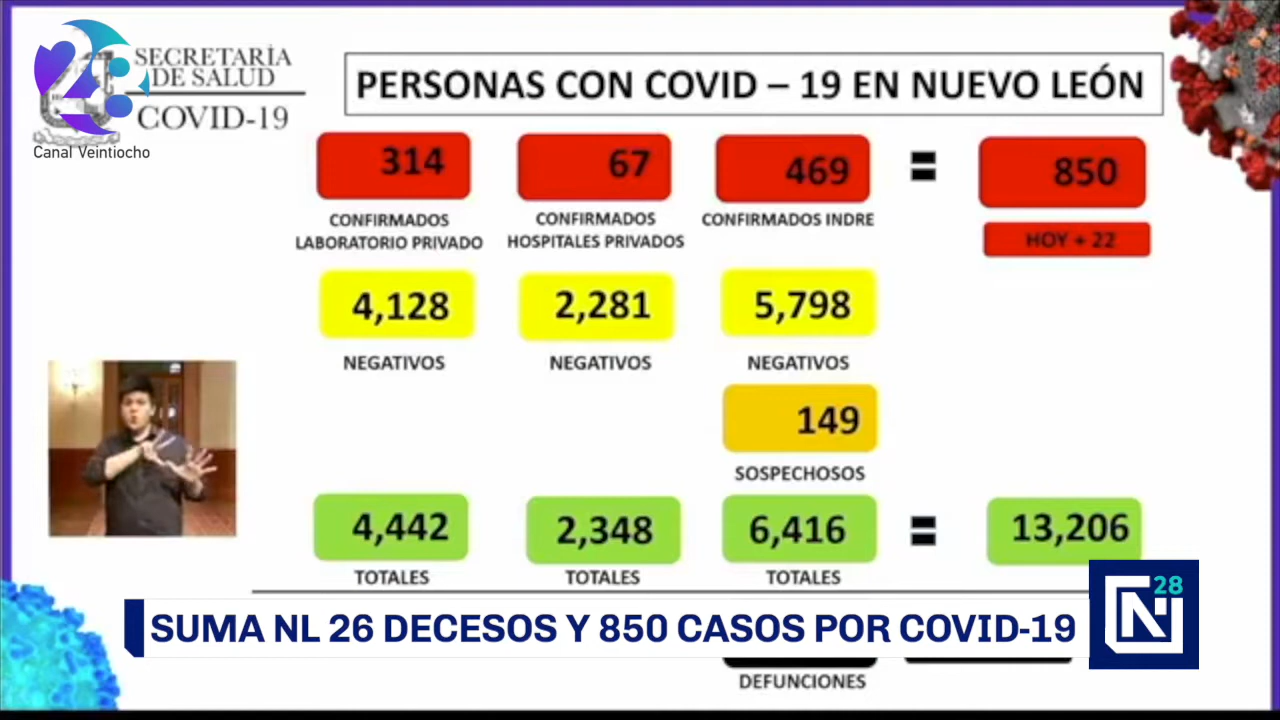 28
Canal Veintiocho
SECRETARÍA
DE SALUD
COVID-19
PERSONAS CON COVID – 19 EN NUEVO LEÓN
314
67
469
=
850
CONFIRMADOS
LABORATORIO PRIVADO
CONFIRMADOS
HOSPITALES PRIVADOS
CONFIRMADOS INDRE
HOY + 22
4,128
2,281
5,798
NEGATIVOS
NEGATIVOS
NEGATIVOS
149
SOSPECHOSOS
4,442
2,348
6,416
=
13,206
TOTALES
TOTALES
TOTALES
SUMA NL 26 DECESOS Y 850 CASOS POR COVID-19
N 28
DEFUNCIONES